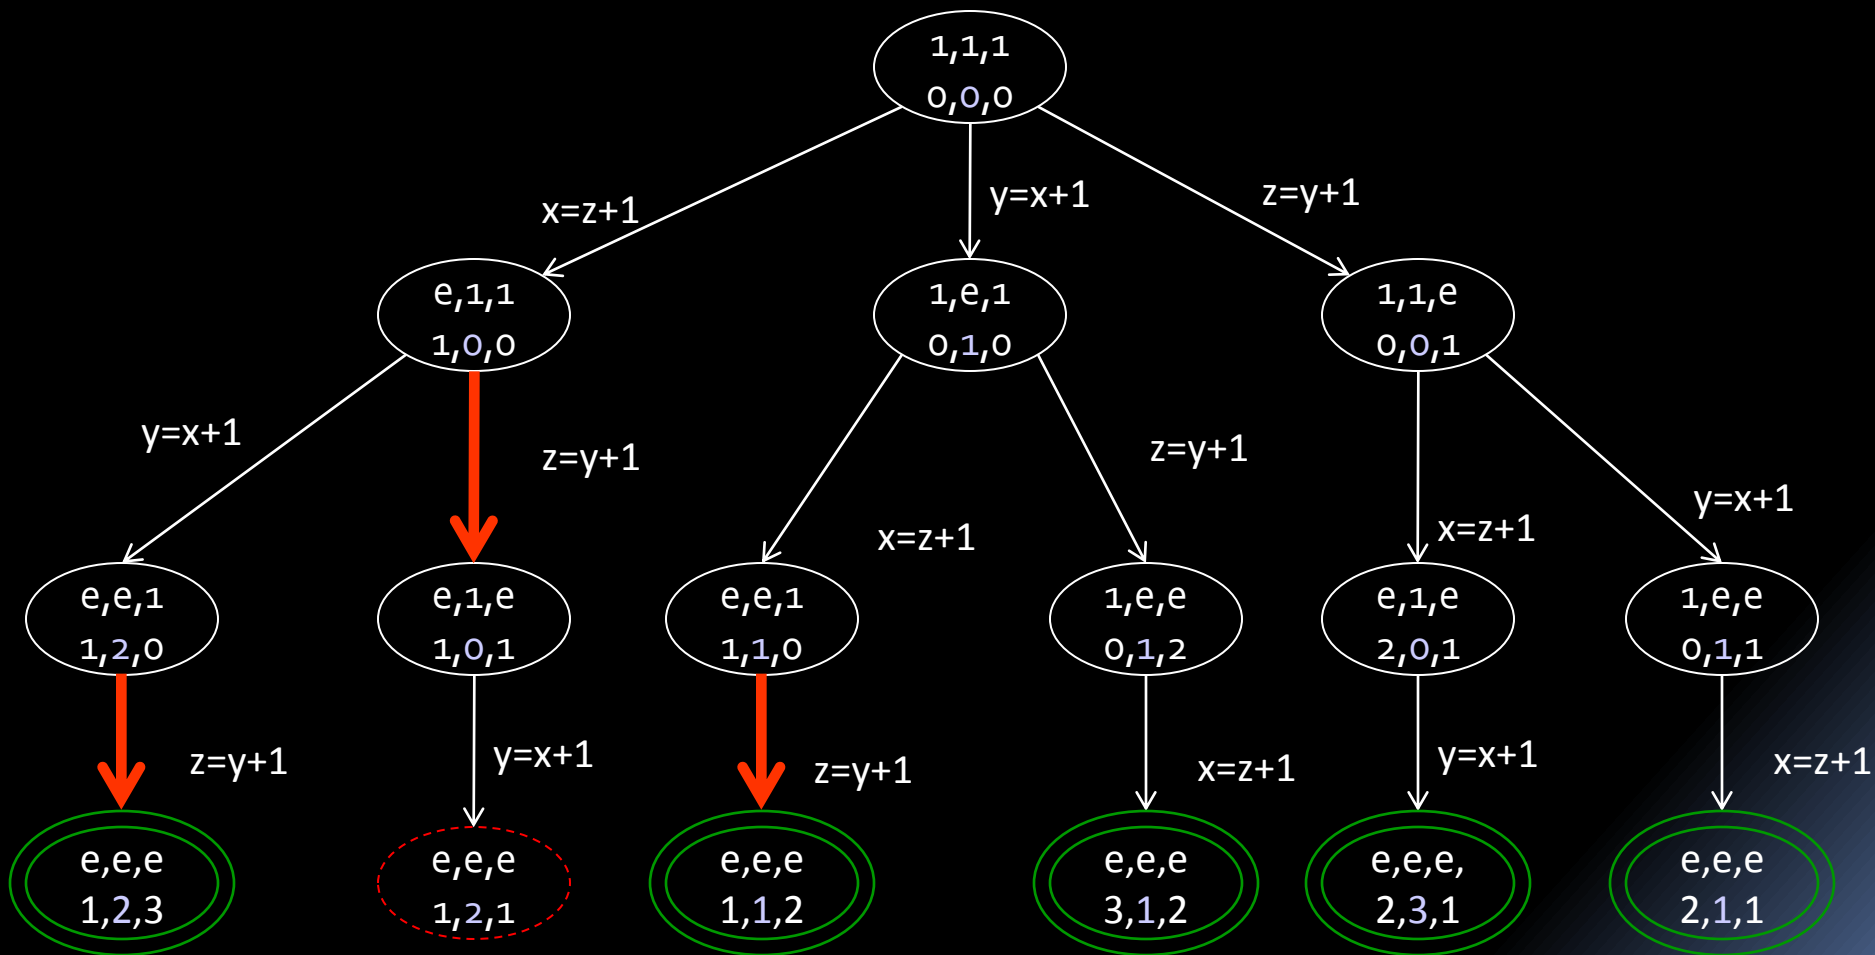 1,1,1
0,0,0
x=z+1
y=x+1
z=y+1
e,1,1
1,0,0
1,e,1
0,1,0
1,1,e
0,0,1
y=x+1
z=y+1
x=z+1
z=y+1
x=z+1
y=x+1
e,e,1
1,2,0
e,1,e
1,0,1
e,e,1
1,1,0
1,e,e
0,1,2
e,1,e
2,0,1
1,e,e
0,1,1
z=y+1
y=x+1
z=y+1
x=z+1
y=x+1
x=z+1
e,e,e
1,2,3
e,e,e
1,2,1
e,e,e
1,1,2
e,e,e
3,1,2
e,e,e,
2,3,1
e,e,e
2,1,1